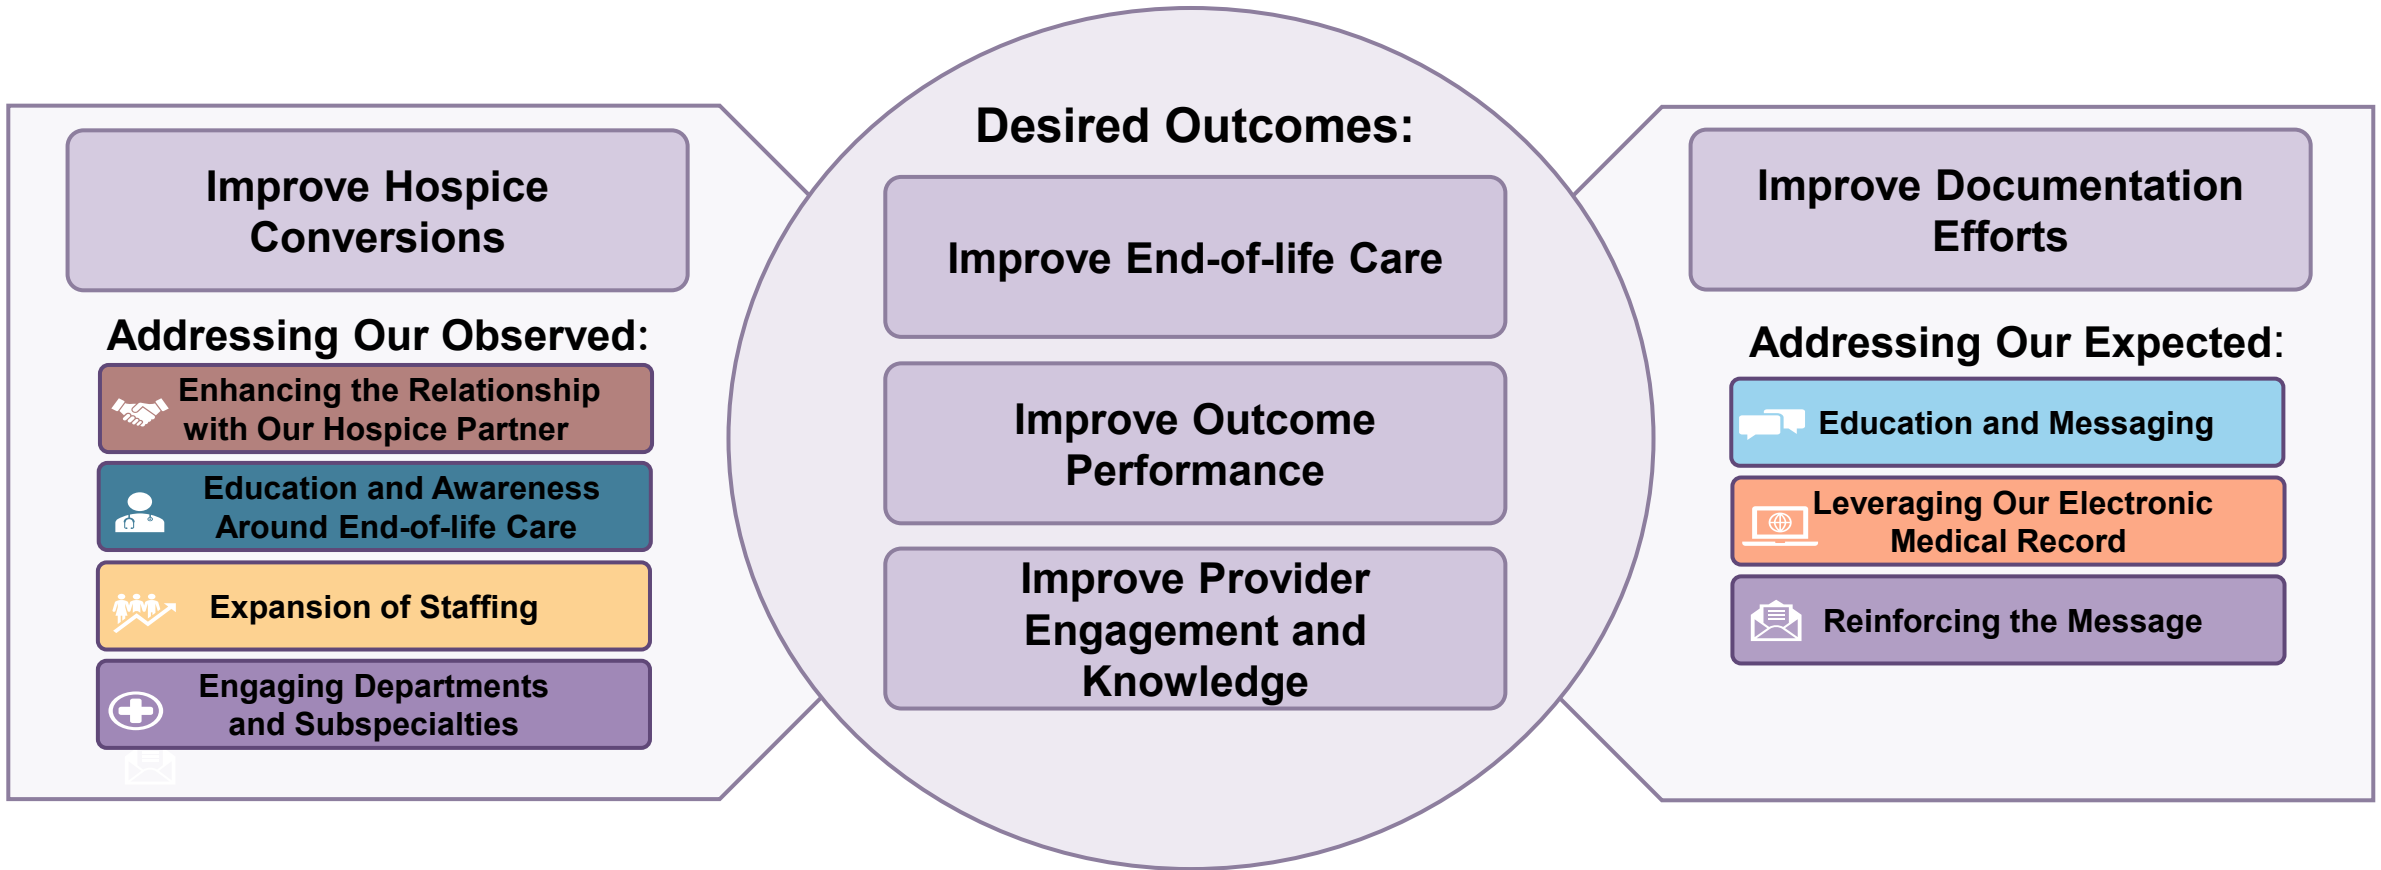 Improve Hospice
Conversions
Addressing Our Observed:
Enhancing the Relationship
with Our Hospice Partner
Education and Awareness
Around End-of-life Care
Expansion of Staffing
Engaging Departments
and Subspecialties
Desired Outcomes:
Improve End-of-life Care
Improve Outcome
Performance
Improve Provider
Engagement and
Knowledge
Improve Documentation
Efforts
Addressing Our Expected:
Education and Messaging
Leveraging Our Electronic
Medical Record
Reinforcing the Message